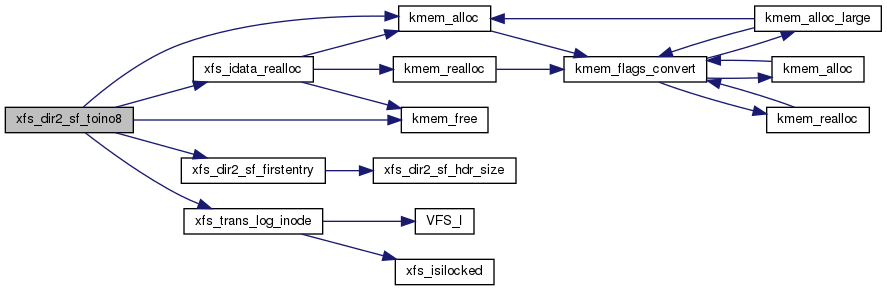 kmem_alloc
kmem_alloc_large
xfs_idata_realloc
kmem_realloc
kmem_flags_convert
kmem_alloc
xfs_dir2_sf_toino8
kmem_free
kmem_realloc
xfs_dir2_sf_firstentry
xfs_dir2_sf_hdr_size
xfs_trans_log_inode
VFS_I
xfs_isilocked